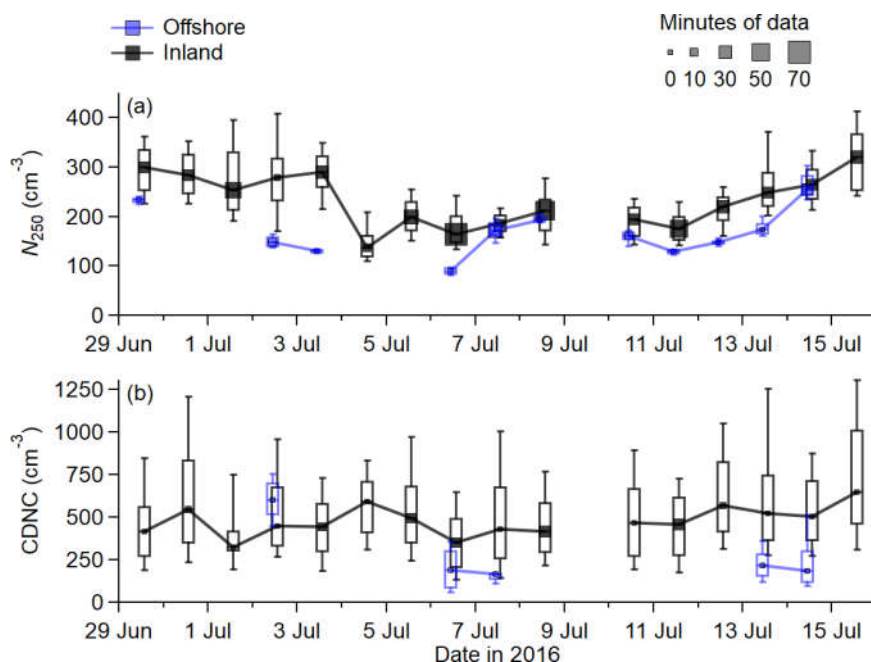 Offshore
Inland
Minutes of data
0 10 30 50 70
(a)
400
300
200
100
0
N250 (cm-3)
29 Jun 1 Jul 3 Jul 5 Jul 7 Jul 9 Jul 11 Jul 13 Jul 15 Jul
(b)
1250
1000
750
500
250
0
CDNC (cm-3)
29 Jun 1 Jul 3 Jul 5 Jul 7 Jul 9 Jul 11 Jul 13 Jul 15 Jul
Date in 2016